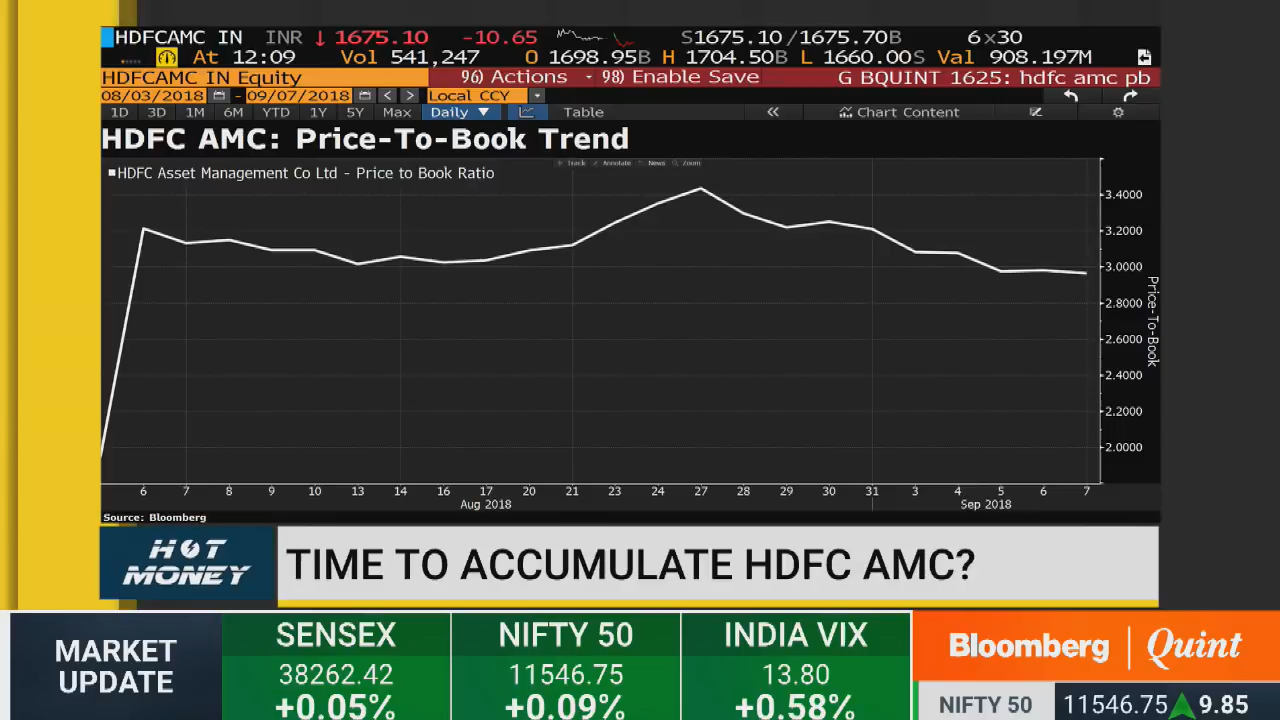 HDFCAMC IN INR ↓ 1675.10 -10.65 S1675.10/1675.70B 6x30
At 12:09 Vol 541,247 O 1698.95B H 1704.50B L 1660.00S Val 908.197M
HDFCAMC IN Equity 96) Actions 98) Enable Save G BQUINT 1625: hdfc amc pb
08/03/2018 - 09/07/2018 < > Local CCY
1D 3D 1M 6M YTD 1Y 5Y Max Daily ▼ Table « Chart Content
HDFC AMC: Price-To-Book Trend
Track Annotate News Zoom
HDFC Asset Management Co Ltd - Price to Book Ratio
3.4000
3.2000
3.0000
2.8000
2.6000
2.4000
2.2000
2.0000
Price-To-Book
6 7 8 9 10 13 14 16 17 20 21 23 24 27 28 29 30 31 3 4 5 6 7
Aug 2018 Sep 2018
Source: Bloomberg
HOT
MONEY
TIME TO ACCUMULATE HDFC AMC?
MARKET
UPDATE
SENSEX
38262.42
+0.05%
NIFTY 50
11546.75
+0.09%
INDIA VIX
13.80
+0.58%
Bloomberg | Quint
NIFTY 50 11546.75 ▲ 9.85